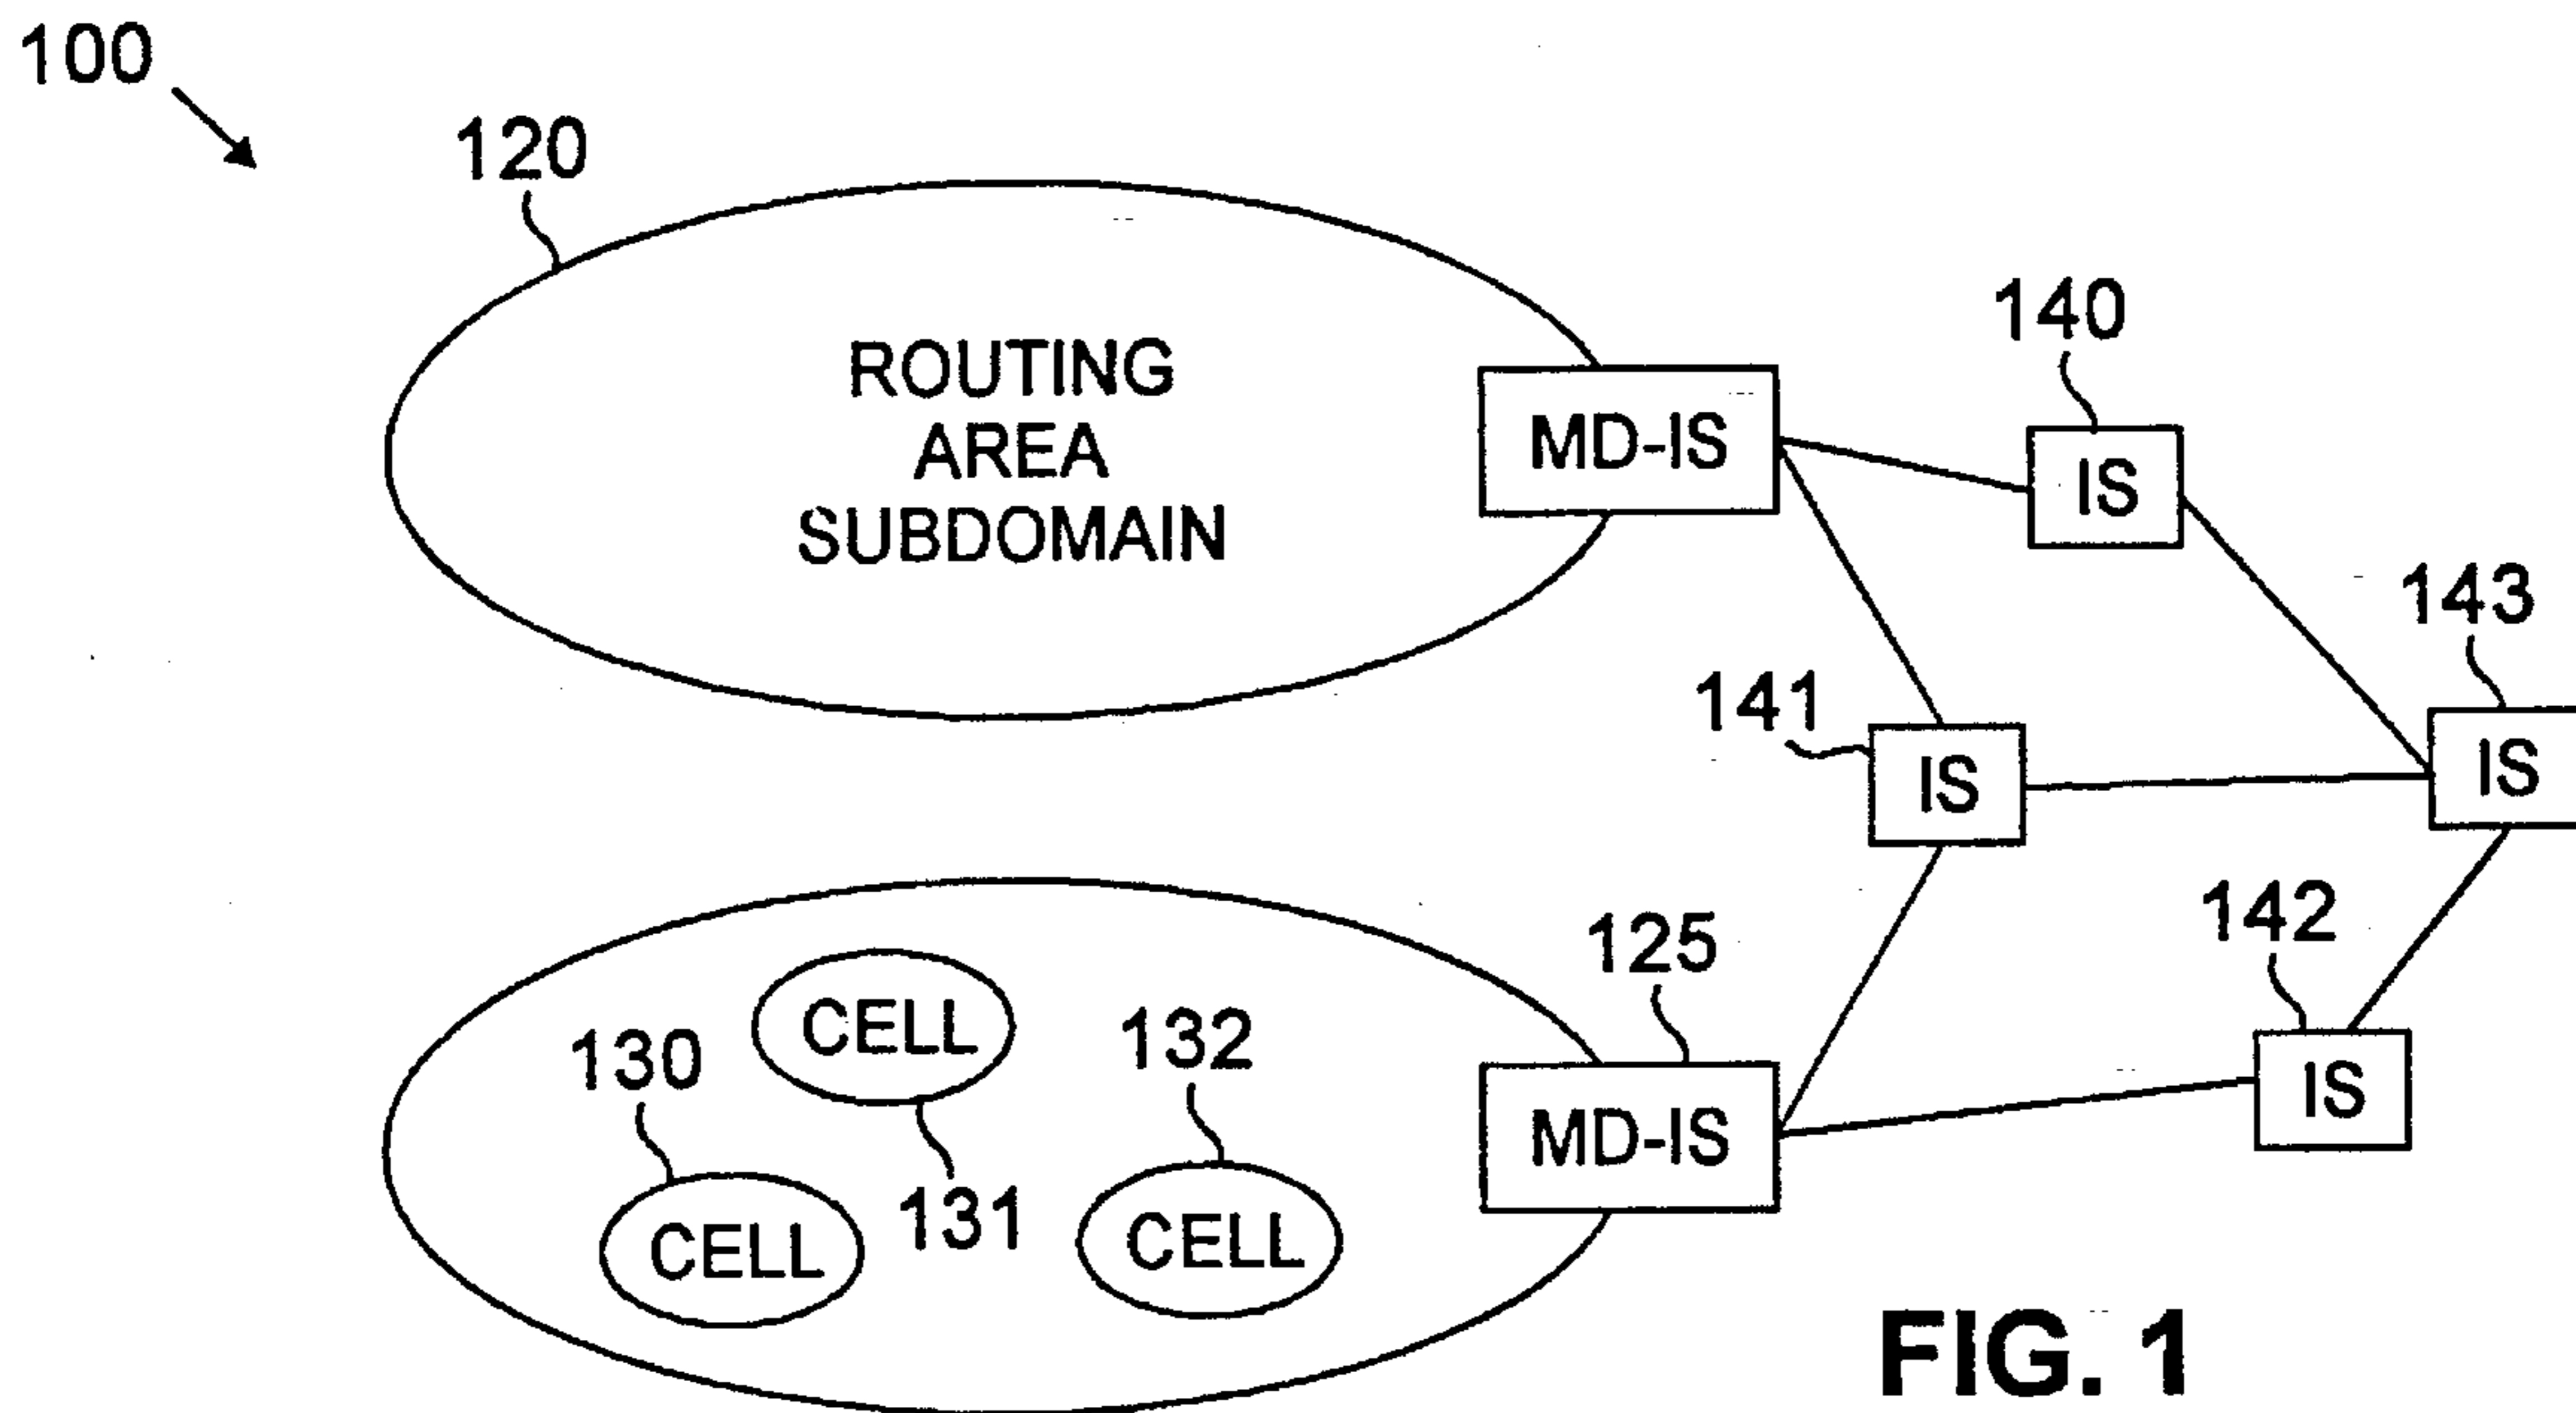 100
120
ROUTING
AREA
SUBDOMAIN
MD-IS
140
IS
143
IS
141
IS
142
IS
125
MD-IS
CELL
131
130
CELL
132
CELL
FIG. 1